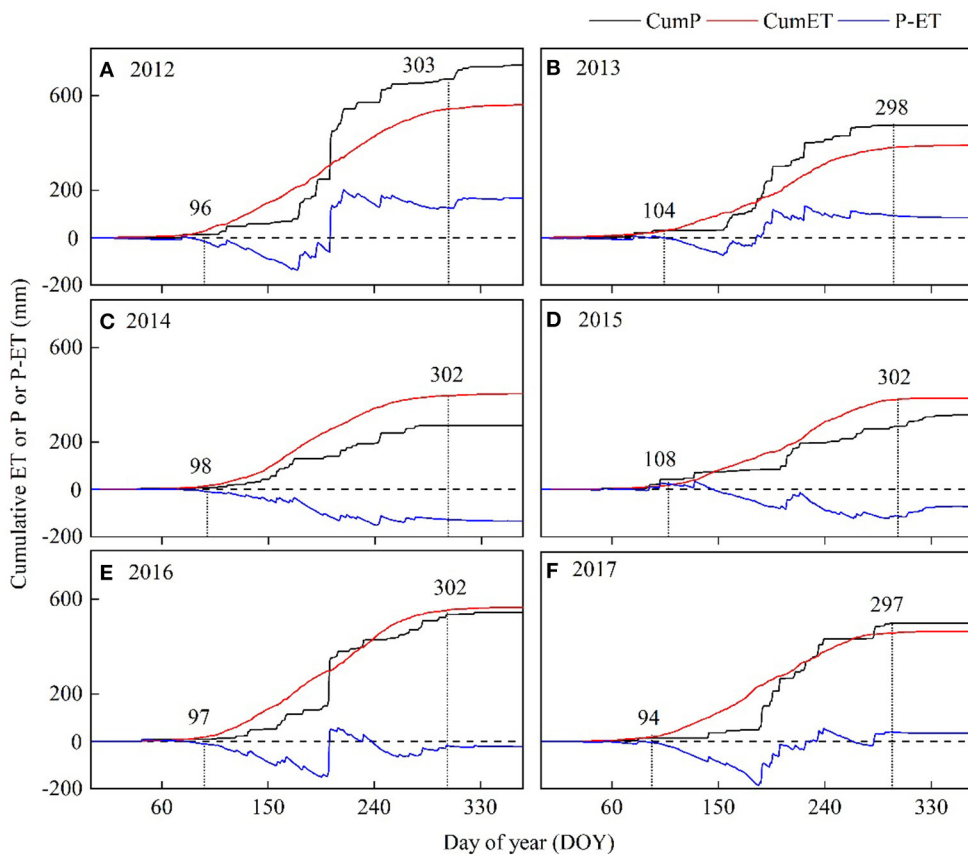 CumP CumET P-ET
A 2012 303
B 2013
600
200
96
104
298
0
-200
C 2014
D 2015
600
302
302
200
98
108
0
-200
E 2016
F 2017
600
302
297
200
97
94
0
-200
60 150 240 330
60 150 240 330
Day of year (DOY)
Cumulative ET or P or P-ET (mm)